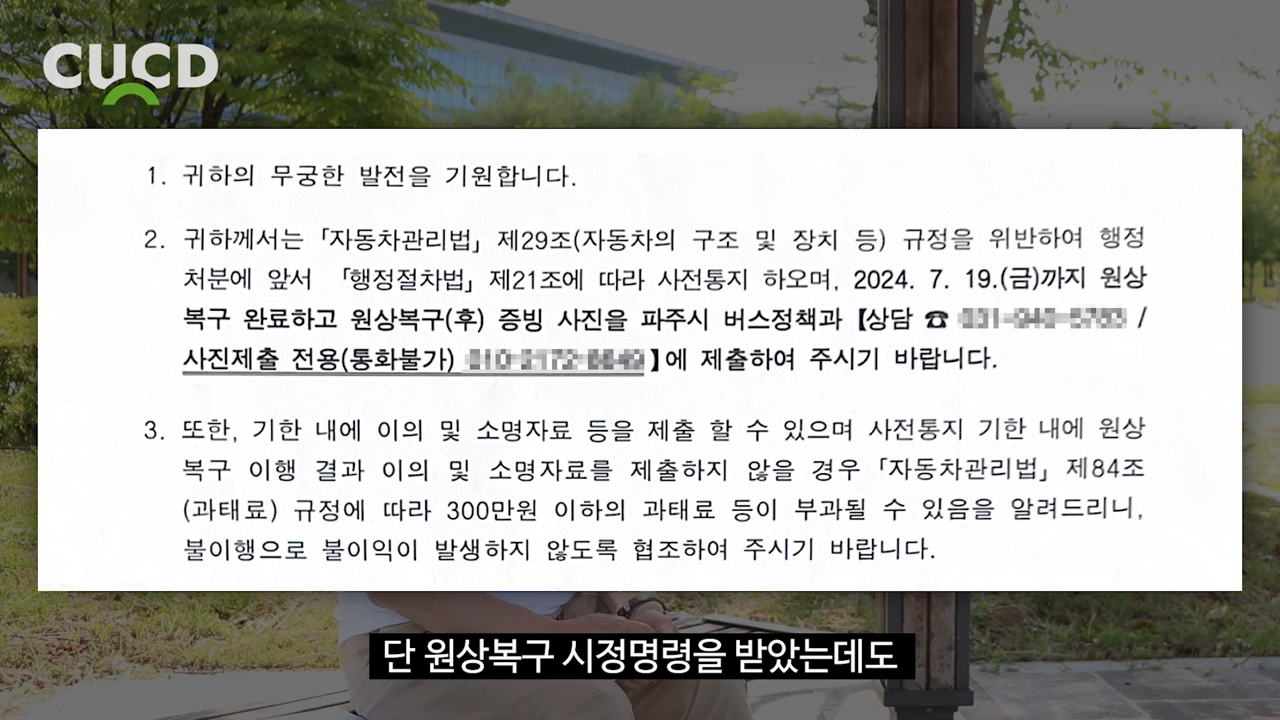 CUCD
1. 귀하의 무궁한 발전을 기원합니다.
2. 귀하께서는 「자동차관리법」 제29조(자동차의 구조 및 장치 등) 규정을 위반하여 행정
처분에 앞서 「행정절차법」 제21조에 따라 사전통지 하오며, 2024. 7. 19.(금)까지 원상
복구 완료하고 원상복구(후) 증빙 사진을 파주시 버스정책과 【상담 ☎ /
사진제출 전용(통화불가) 】에 제출하여 주시기 바랍니다.
3. 또한, 기한 내에 이의 및 소명자료 등을 제출 할 수 있으며 사전통지 기한 내에 원상
복구 이행 결과 이의 및 소명자료를 제출하지 않을 경우 「자동차관리법」 제84조
(과태료) 규정에 따라 300만원 이하의 과태료 등이 부과될 수 있음을 알려드리니,
불이행으로 불이익이 발생하지 않도록 협조하여 주시기 바랍니다.
단 원상복구 시정명령을 받았는데도